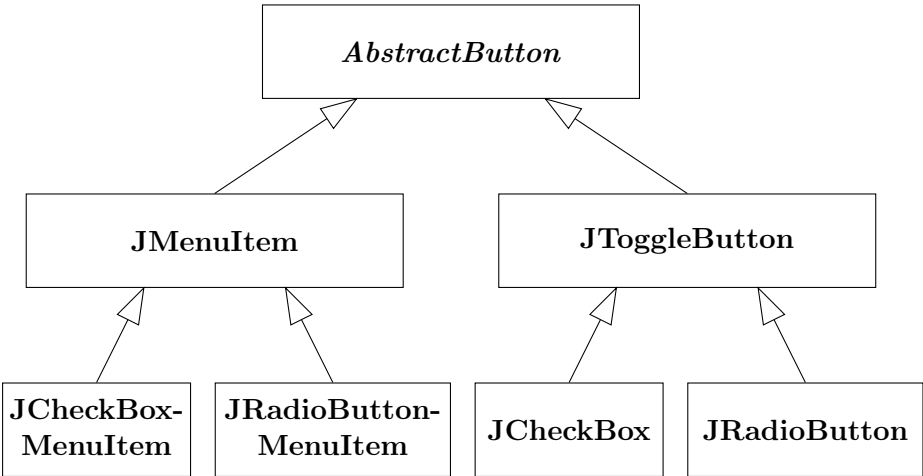 AbstractButton
JMenuItem
JToggleButton
JCheckBox-
MenuItem
JRadioButton-
MenuItem
JCheckBox
JRadioButton